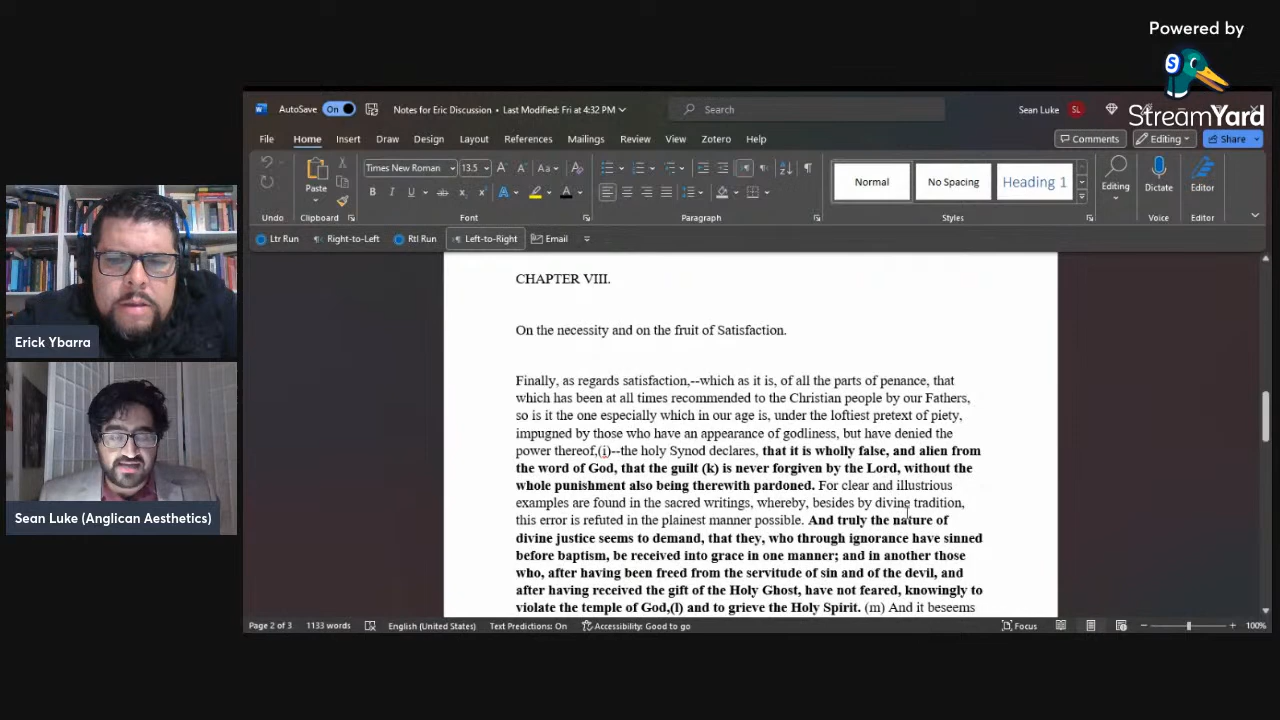 Powered by
S
StreamYard
AutoSave On Notes for Eric Discussion • Last Modified: Fri at 4:32 PM Search Sean Luke SL
File Home Insert Draw Design Layout References Mailings Review View Zotero Help Comments Editing Share
Times New Roman 13.5 A A Aa A Normal No Spacing Heading 1
Paste B I U ab x₂ x² A A Editing Dictate Editor
Undo Clipboard Font Paragraph Styles Voice Editor
Ltr Run Right-to-Left Rtl Run Left-to-Right Email
CHAPTER VIII.
On the necessity and on the fruit of Satisfaction.
Finally, as regards satisfaction,--which as it is, of all the parts of penance, that
which has been at all times recommended to the Christian people by our Fathers,
so is it the one especially which in our age is, under the loftiest pretext of piety,
impugned by those who have an appearance of godliness, but have denied the
power thereof,(i)--the holy Synod declares, that it is wholly false, and alien from
the word of God, that the guilt (k) is never forgiven by the Lord, without the
whole punishment also being therewith pardoned. For clear and illustrious
examples are found in the sacred writings, whereby, besides by divine tradition,
this error is refuted in the plainest manner possible. And truly the nature of
divine justice seems to demand, that they, who through ignorance have sinned
before baptism, be received into grace in one manner; and in another those
who, after having been freed from the servitude of sin and of the devil, and
after having received the gift of the Holy Ghost, have not feared, knowingly to
violate the temple of God,(l) and to grieve the Holy Spirit. (m) And it beseems
Page 2 of 3 1133 words English (United States) Text Predictions: On Accessibility: Good to go Focus 100%
Erick Ybarra
Sean Luke (Anglican Aesthetics)